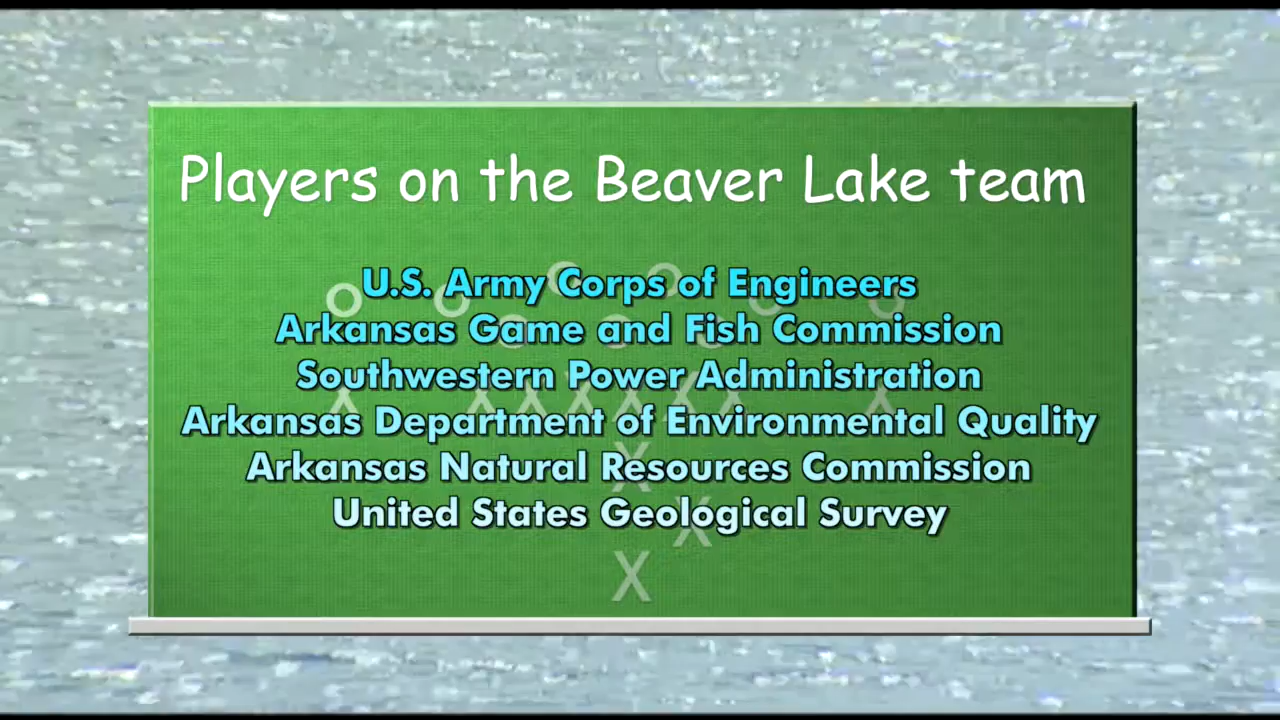 Players on the Beaver Lake team
U.S. Army Corps of Engineers
Arkansas Game and Fish Commission
Southwestern Power Administration
Arkansas Department of Environmental Quality
Arkansas Natural Resources Commission
United States Geological Survey